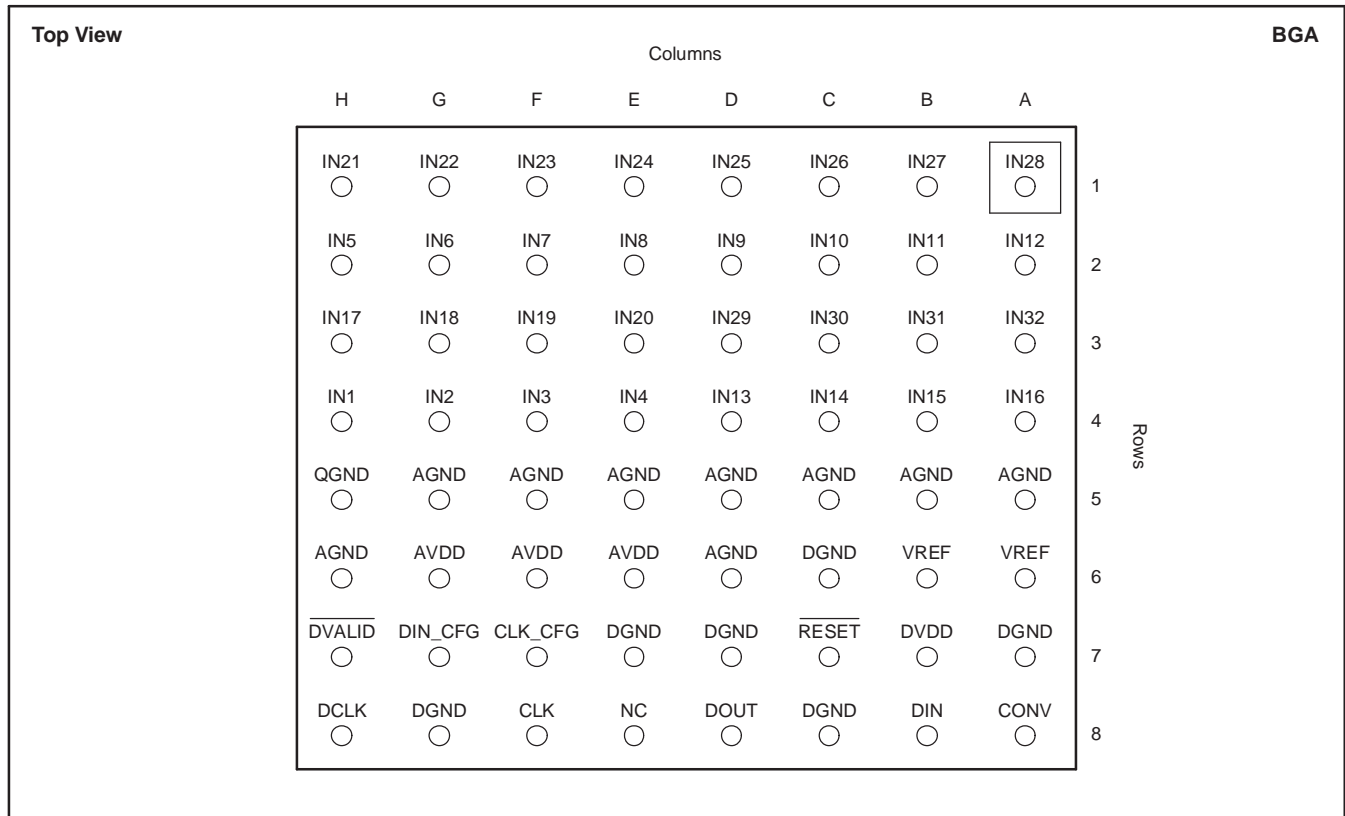 Top View BGA
Columns
H G F E D C B A
IN21 IN22 IN23 IN24 IN25 IN26 IN27 IN28
1
IN5 IN6 IN7 IN8 IN9 IN10 IN11 IN12
2
IN17 IN18 IN19 IN20 IN29 IN30 IN31 IN32
3
IN1 IN2 IN3 IN4 IN13 IN14 IN15 IN16
4
Rows
QGND AGND AGND AGND AGND AGND AGND AGND
5
AGND AVDD AVDD AVDD AGND DGND VREF VREF
6
DVALID DIN_CFG CLK_CFG DGND DGND RESET DVDD DGND
7
DCLK DGND CLK NC DOUT DGND DIN CONV
8